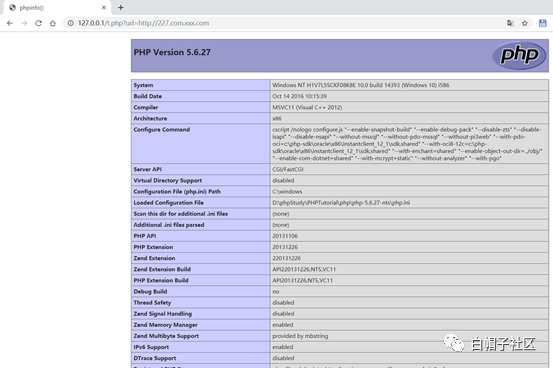 phpinfo()
127.0.0.1/t.php?url=http://227.com.xxx.com
PHP Version 5.6.27
php
System Windows NT H1V7L5SCKF08K8E 10.0 build 14393 (Windows 10) i586
Build Date Oct 14 2016 10:15:39
Compiler MSVC11 (Visual C++ 2012)
Architecture x86
Configure Command cscript /nologo configure.js "--enable-snapshot-build" "--enable-debug-pack" "--disable-zts" "--disable-isapi" "--disable-nsapi" "--without-mssql" "--without-pdo-mssql" "--without-pi3web" "--with-pdo-oci=c:\php-sdk\oracle\x86\instantclient_12_1\sdk,shared" "--with-oci8-12c=c:\php-sdk\oracle\x86\instantclient_12_1\sdk,shared" "--with-enchant=shared" "--enable-object-out-dir=../obj/" "--enable-com-dotnet=shared" "--with-mcrypt=static" "--without-analyzer" "--with-pgo"
Server API CGI/FastCGI
Virtual Directory Support disabled
Configuration File (php.ini) Path C:\windows
Loaded Configuration File D:\phpStudy\PHPTutorial\php\php-5.6.27-nts\php.ini
Scan this dir for additional .ini files (none)
Additional .ini files parsed (none)
PHP API 20131106
PHP Extension 20131226
Zend Extension 220131226
Zend Extension Build API220131226,NTS,VC11
PHP Extension Build API20131226,NTS,VC11
Debug Build no
Thread Safety disabled
Zend Signal Handling disabled
Zend Memory Manager enabled
Zend Multibyte Support provided by mbstring
IPv6 Support enabled
DTrace Support disabled
白帽子社区